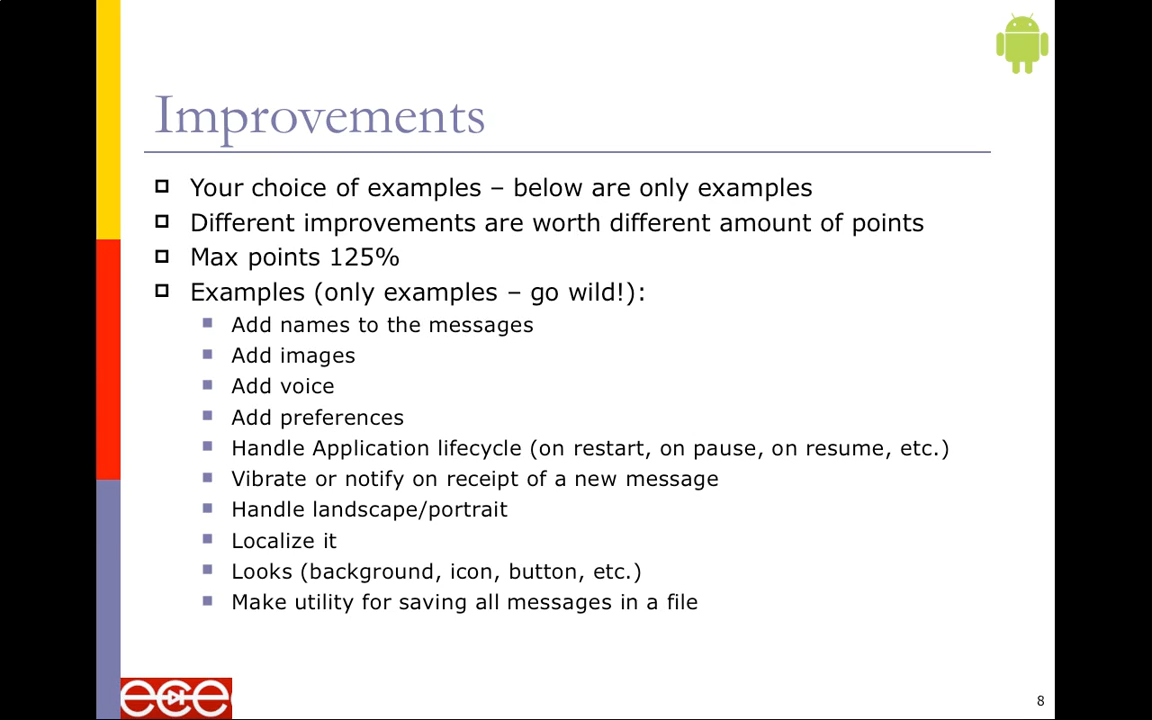 Improvements
Your choice of examples – below are only examples
Different improvements are worth different amount of points
Max points 125%
Examples (only examples – go wild!):
Add names to the messages
Add images
Add voice
Add preferences
Handle Application lifecycle (on restart, on pause, on resume, etc.)
Vibrate or notify on receipt of a new message
Handle landscape/portrait
Localize it
Looks (background, icon, button, etc.)
Make utility for saving all messages in a file
ece
8